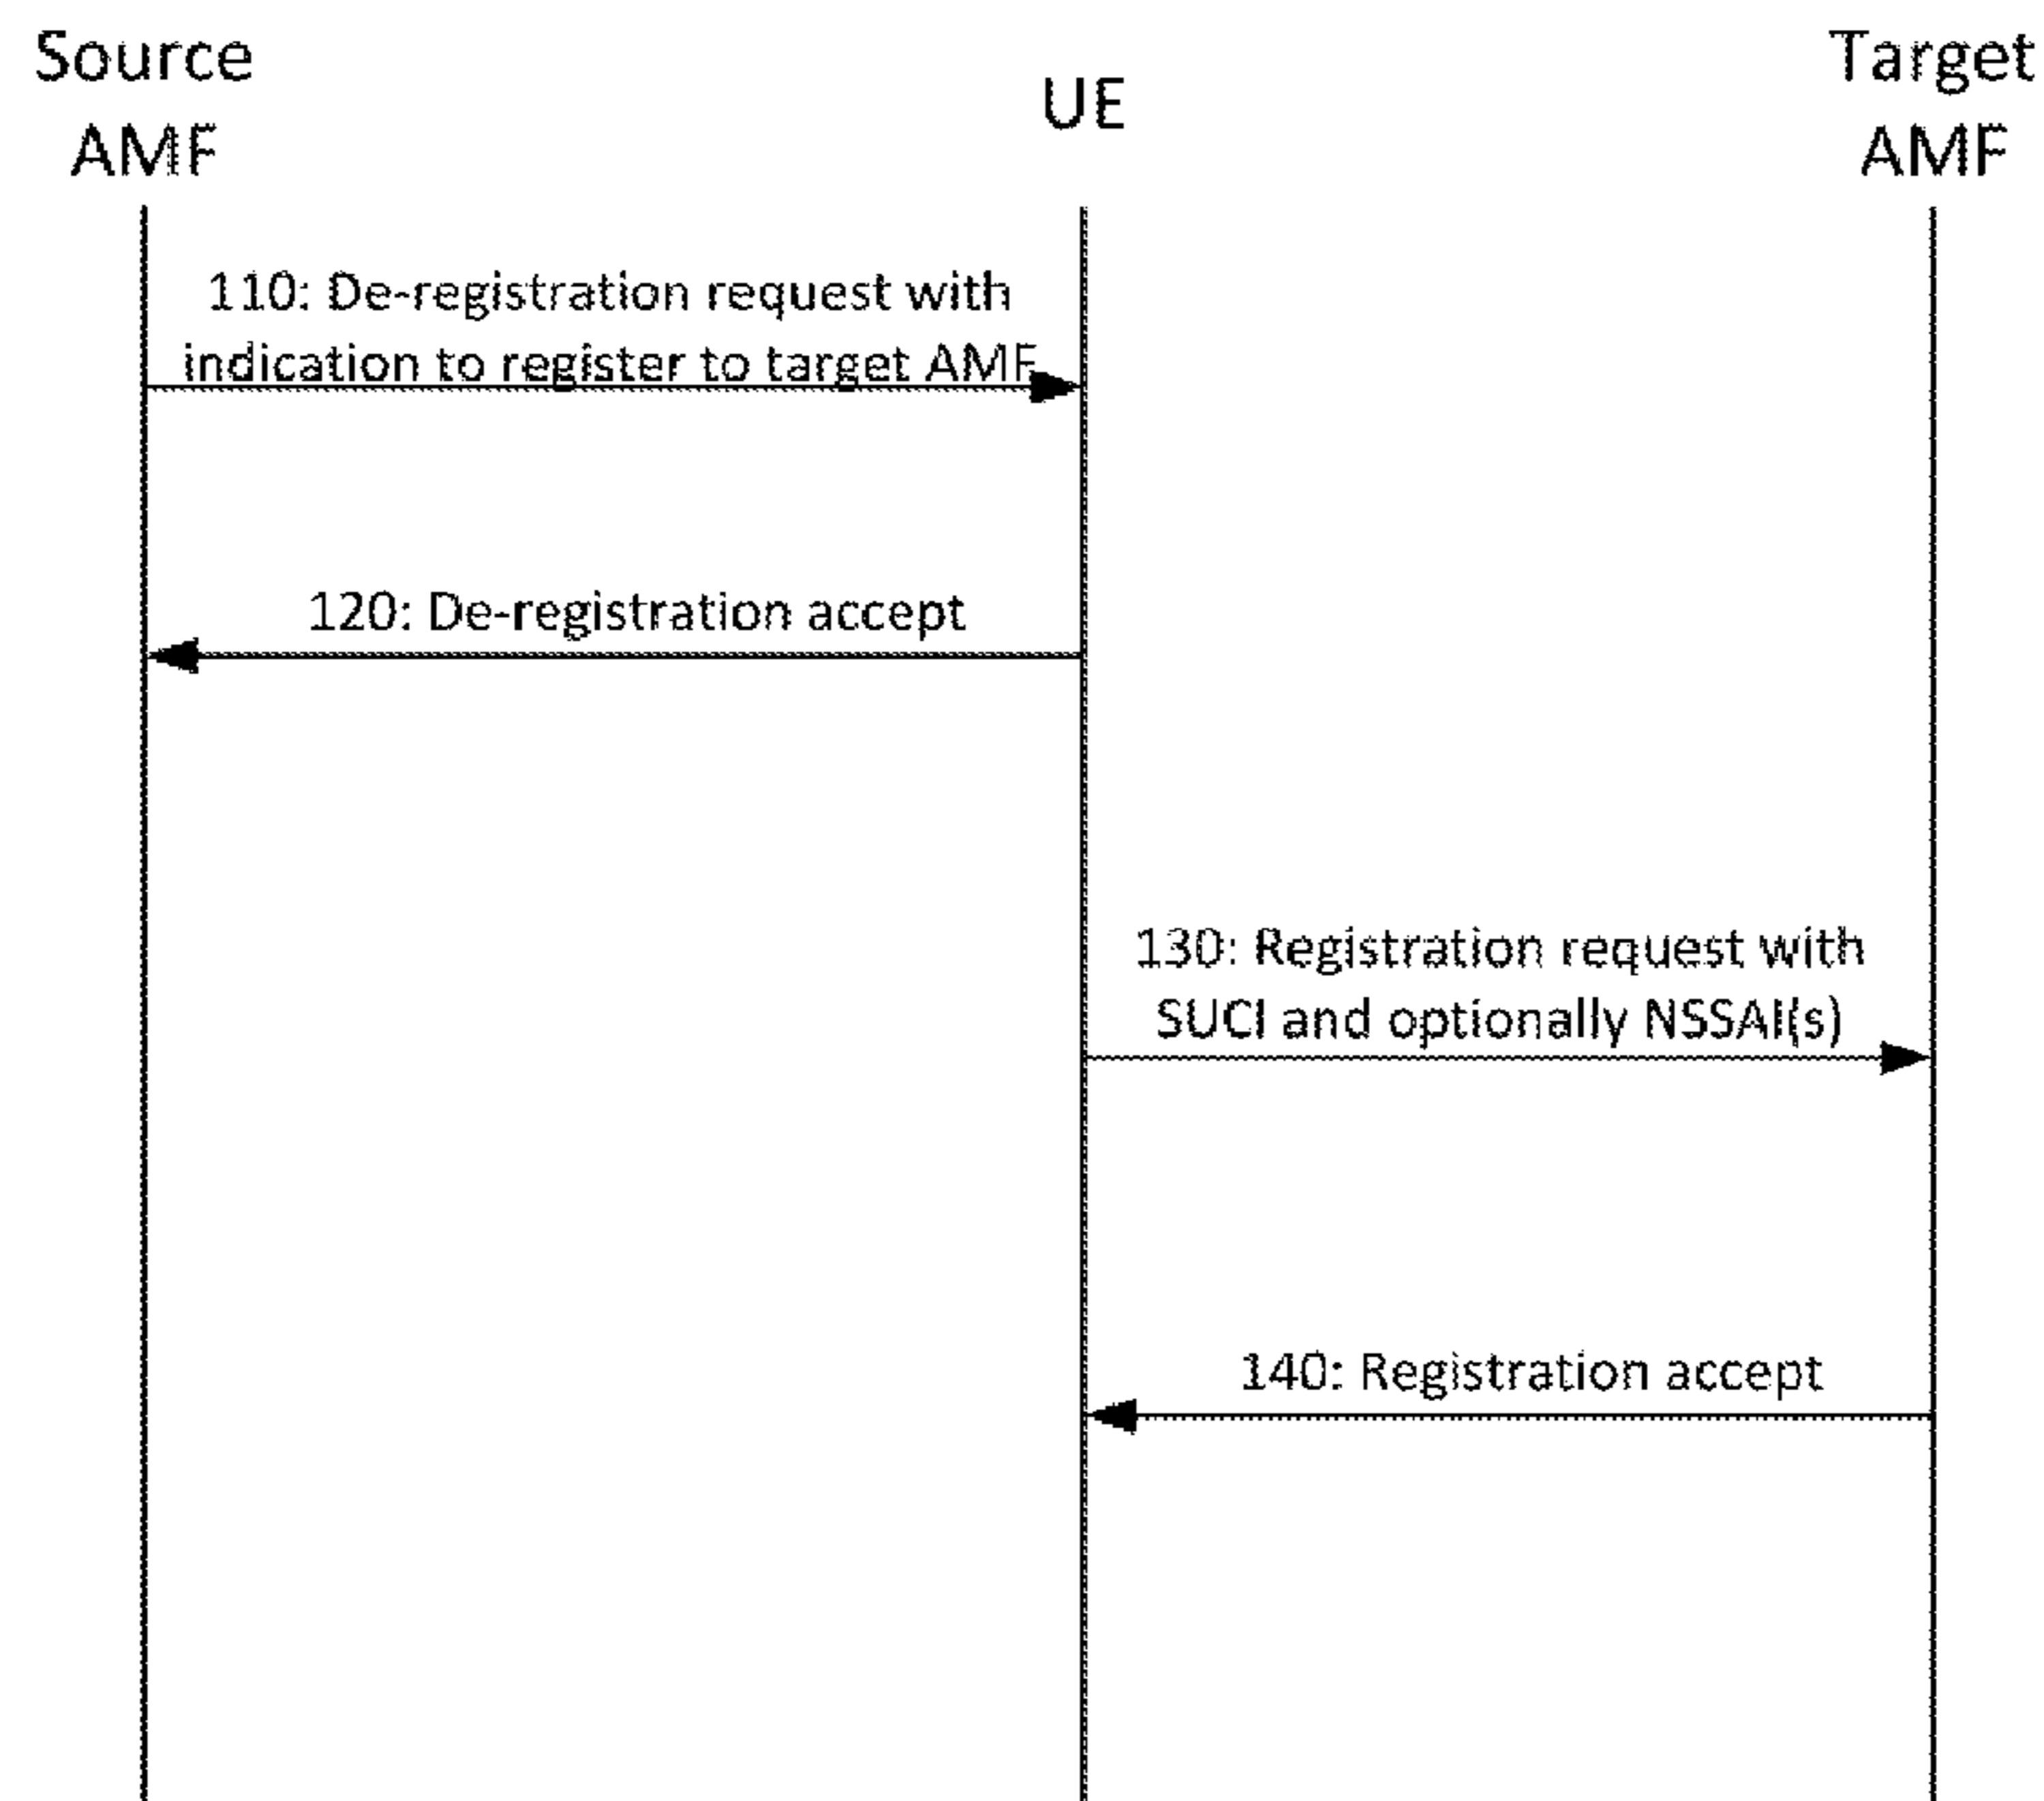 Source
AMF
UE
Target
AMF
110: De-registration request with
indication to register to target AMF
120: De-registration accept
130: Registration request with
SUCI and optionally NSSAI(s)
140: Registration accept